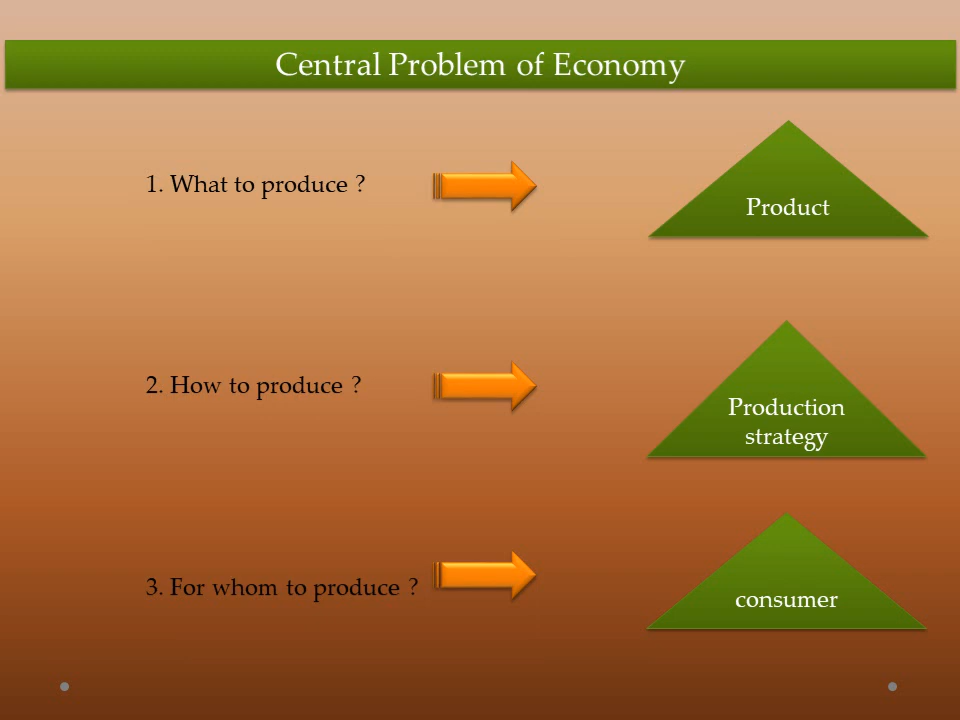 Central Problem of Economy
1. What to produce ?
Product
2. How to produce ?
Production
strategy
3. For whom to produce ?
consumer